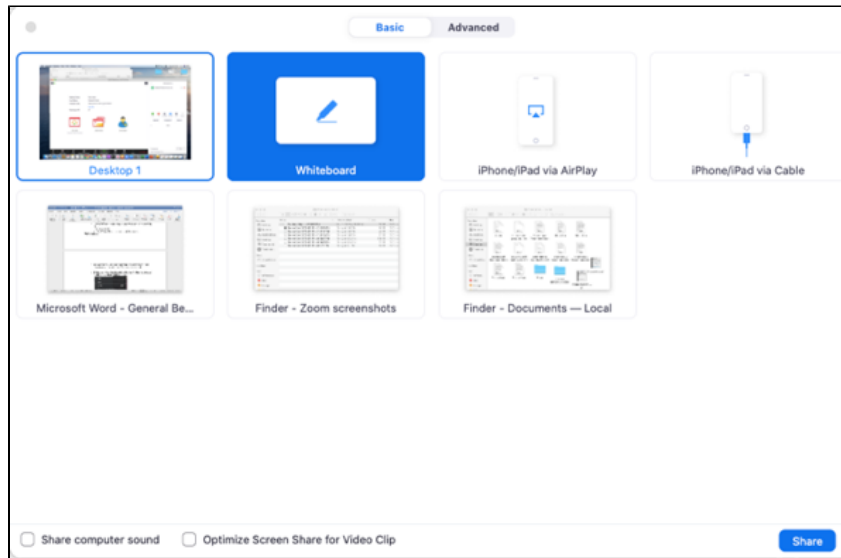 Basic Advanced
Desktop 1 Whiteboard iPhone/iPad via AirPlay iPhone/iPad via Cable
Microsoft Word - General Be... Finder - Zoom screenshots Finder - Documents — Local
Share computer sound Optimize Screen Share for Video Clip Share